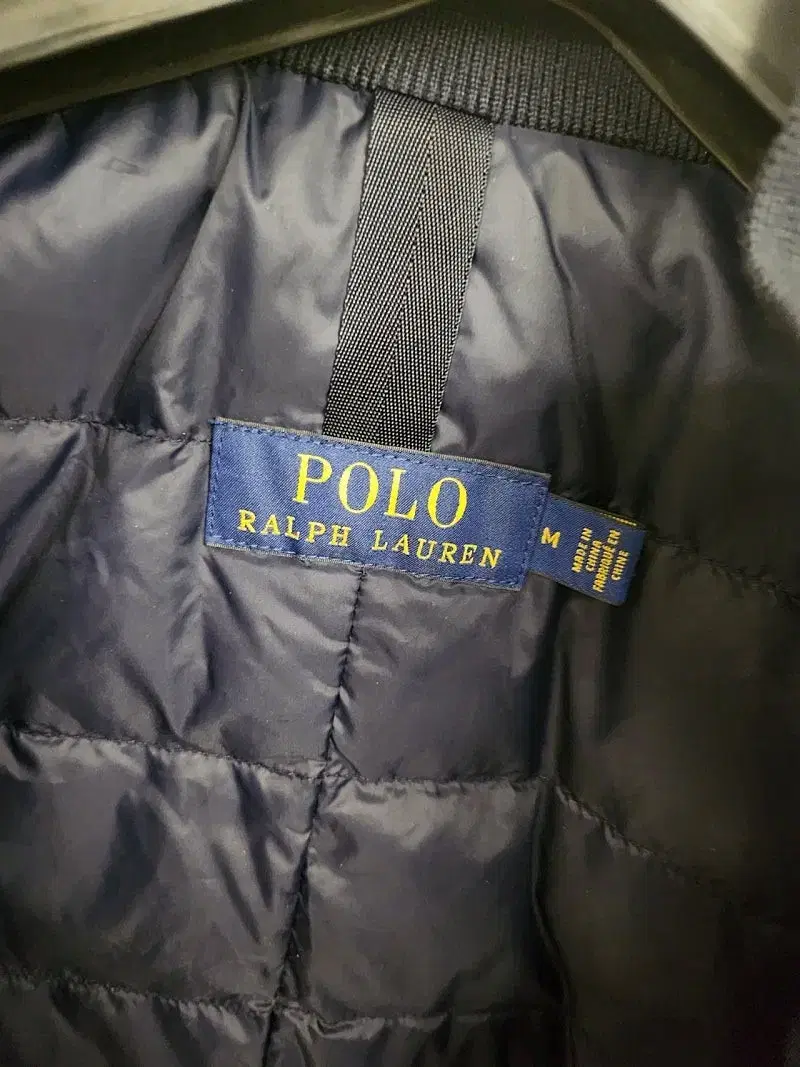 POLO
RALPH LAUREN
M
MADE IN
CHINA
FABRIQUÉ EN
CHINE